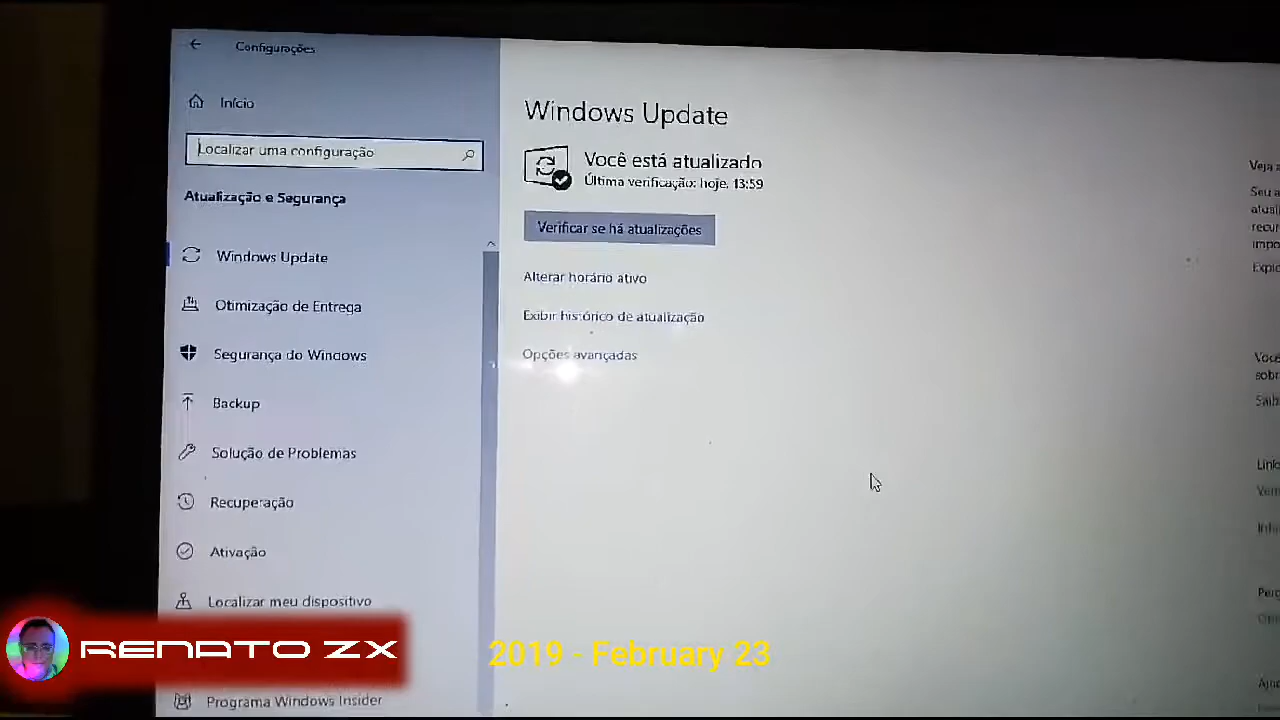 Configurações
Início
Localizar uma configuração
Atualização e Segurança
Windows Update
Otimização de Entrega
Segurança do Windows
Backup
Solução de Problemas
Recuperação
Ativação
Localizar meu dispositivo
Programa Windows Insider
Windows Update
Você está atualizado
Última verificação: hoje, 13:59
Verificar se há atualizações
Alterar horário ativo
Exibir histórico de atualização
Opções avançadas
Veja
Seu
RENATO ZX
2019 - February 23